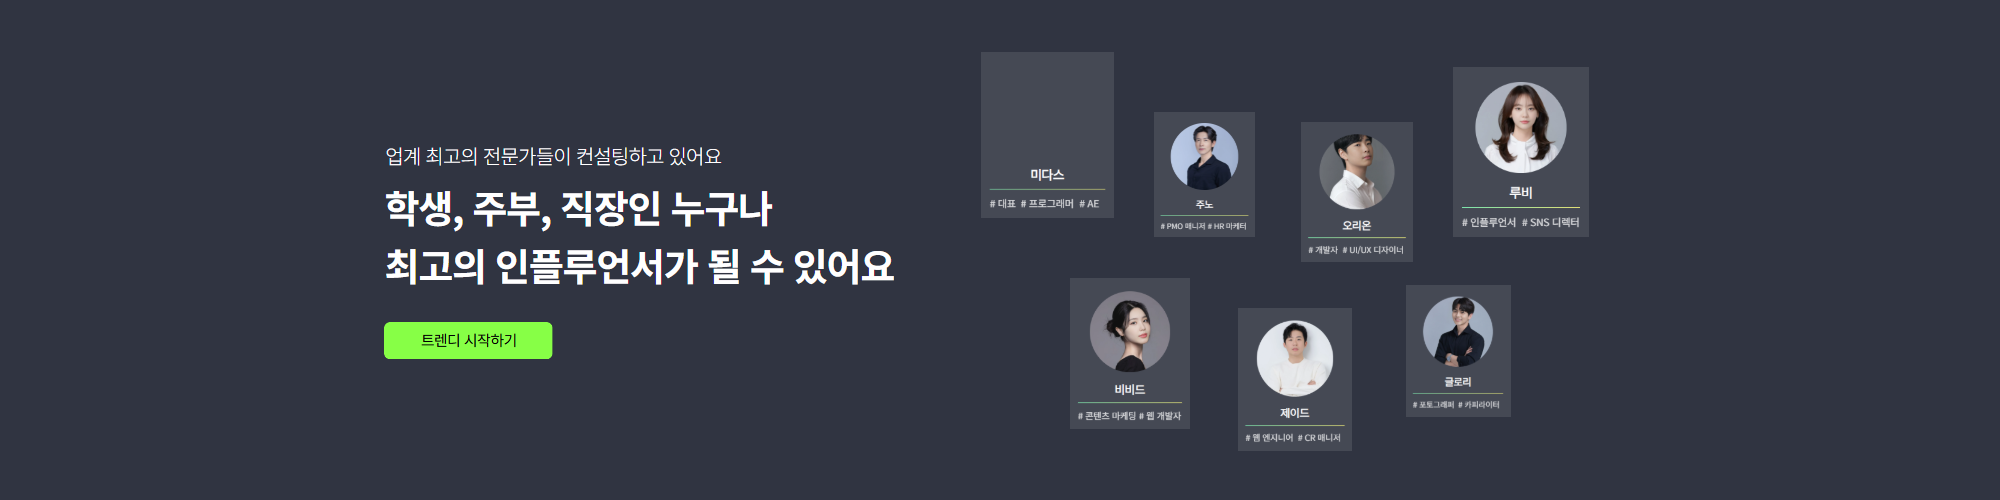 업계 최고의 전문가들이 컨설팅하고 있어요
학생, 주부, 직장인 누구나
최고의 인플루언서가 될 수 있어요
트렌디 시작하기
미다스
# 대표 # 프로그래머 # AE
주노
# PMO 매니저 # HR 마케터
오리온
# 개발자 # UI/UX 디자이너
루비
# 인플루언서 # SNS 디렉터
비비드
# 콘텐츠 마케팅 # 웹 개발자
제이드
# 웹 엔지니어 # CR 매니저
글로리
# 포토그래퍼 # 카피라이터